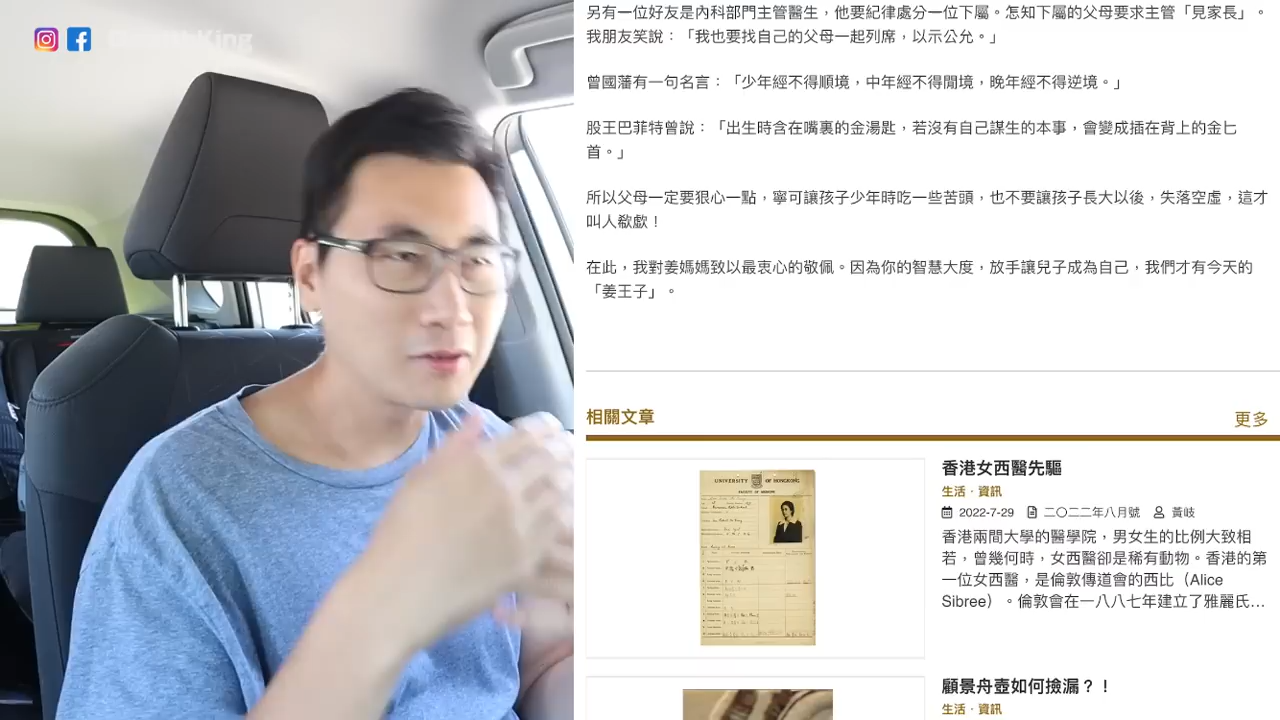 另有一位好友是內科部門主管醫生，他要紀律處分一位下屬。怎知下屬的父母要求主管「見家長」。
我朋友笑說：「我也要找自己的父母一起列席，以示公允。」
曾國藩有一句名言：「少年經不得順境，中年經不得閒境，晚年經不得逆境。」
股王巴菲特曾說：「出生時含在嘴裏的金湯匙，若沒有自己謀生的本事，會變成插在背上的金匕
首。」
所以父母一定要狠心一點，寧可讓孩子少年時吃一些苦頭，也不要讓孩子長大以後，失落空虛，這才
叫人欷歔！
在此，我對姜媽媽致以最衷心的敬佩。因為你的智慧大度，放手讓兒子成為自己，我們才有今天的
「姜王子」。
相關文章
更多
UNIVERSITY OF HONGKONG
香港女西醫先驅
生活．資訊
2022-7-29 二〇二二年八月號 黃岐
香港兩間大學的醫學院，男女生的比例大致相
若，曾幾何時，女西醫卻是稀有動物。香港的第
一位女西醫，是倫敦傳道會的西比（Alice
Sibree）。倫敦會在一八八七年建立了雅麗氏…
顧景舟壺如何撿漏？！
生活．資訊